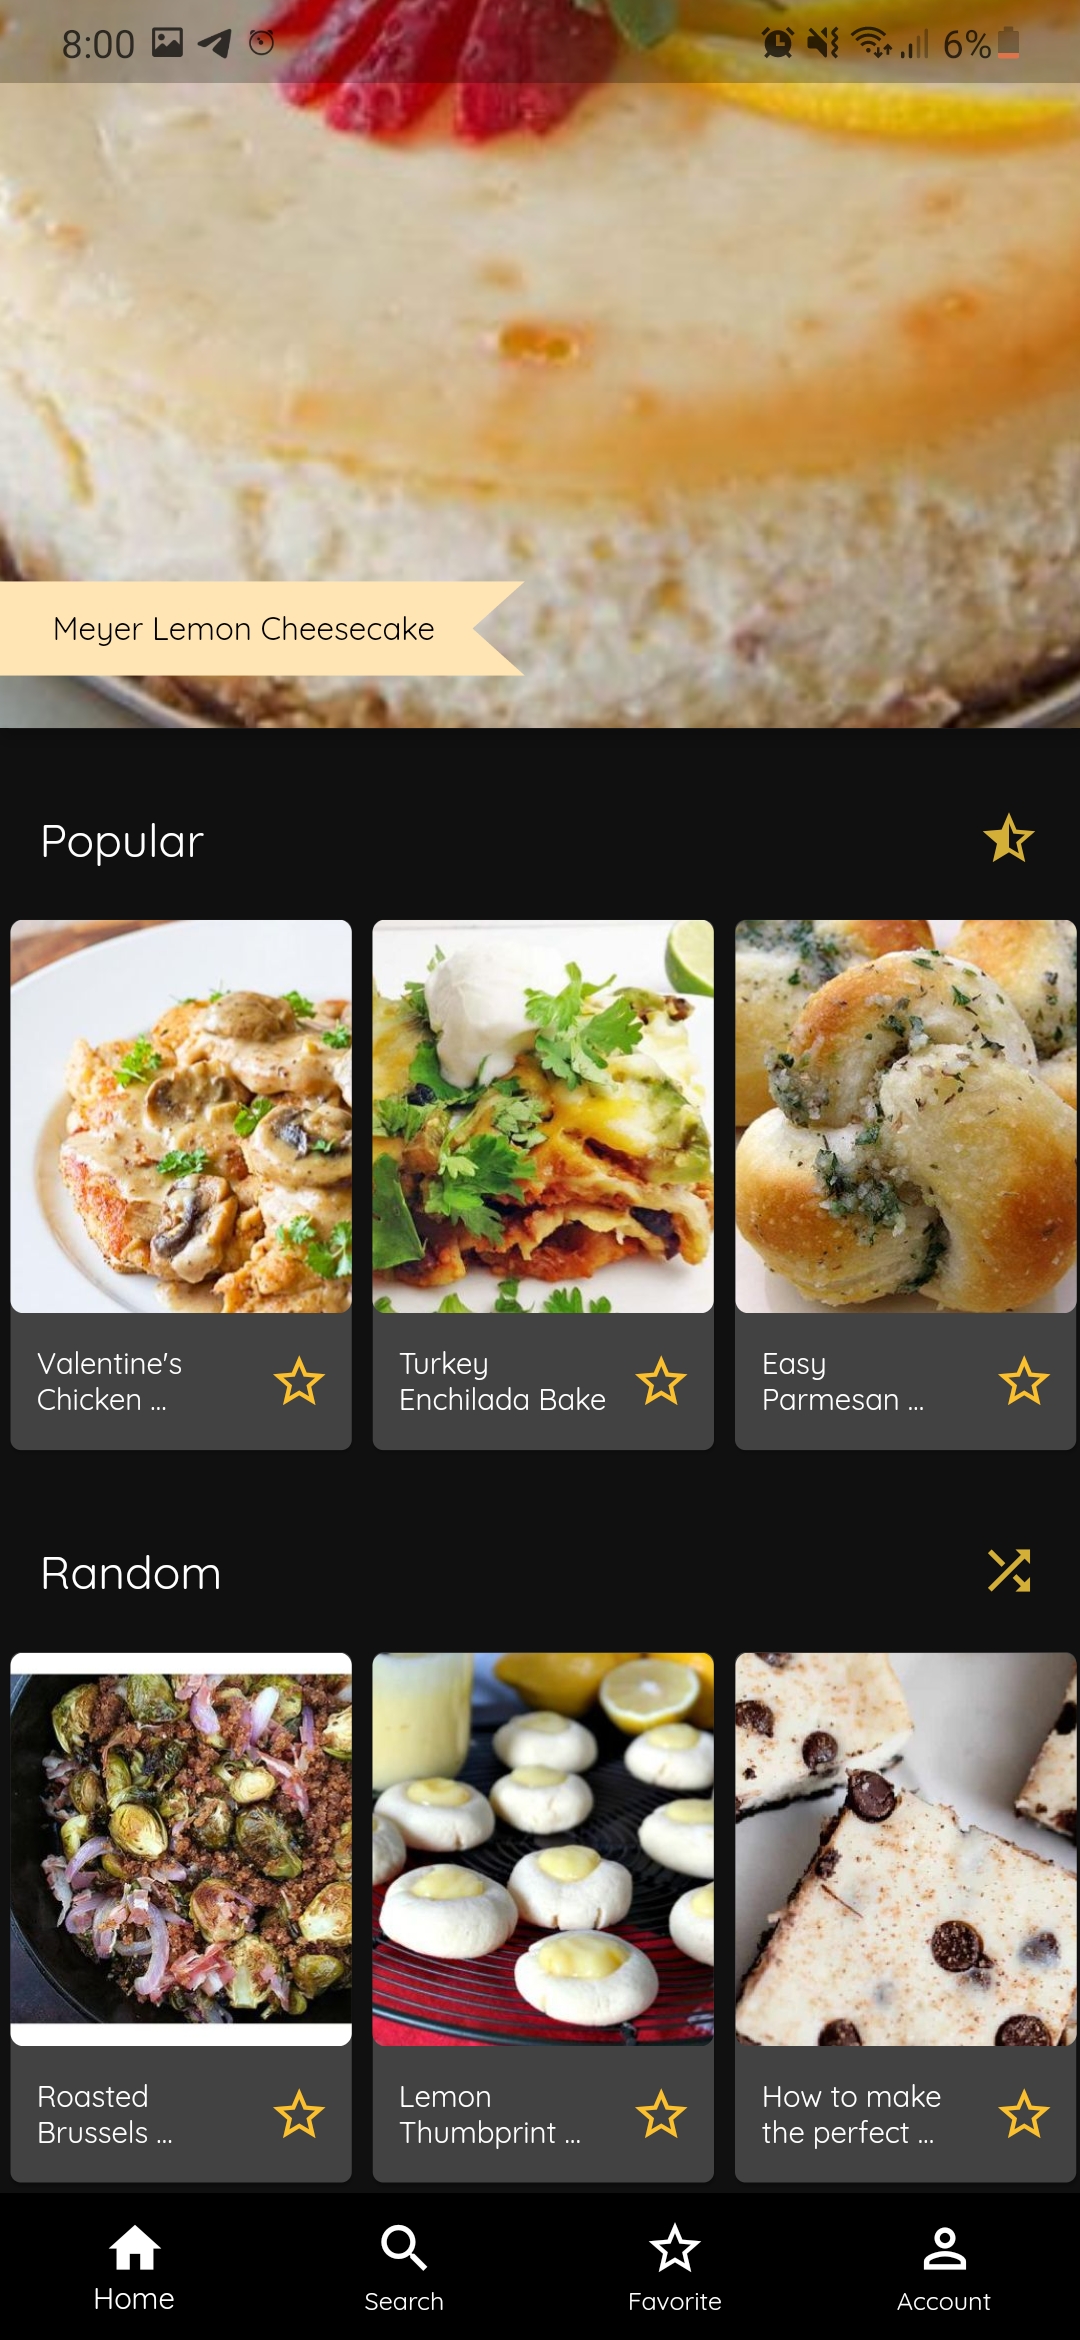 8:00
6%
Meyer Lemon Cheesecake
Popular
Valentine's
Chicken ...
Turkey
Enchilada Bake
Easy
Parmesan ...
Random
Roasted
Brussels ...
Lemon
Thumbprint ...
How to make
the perfect ...
Home
Search
Favorite
Account